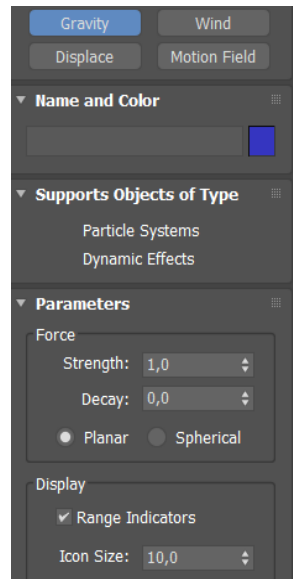 Gravity Wind
Displace Motion Field
Name and Color
Supports Objects of Type
Particle Systems
Dynamic Effects
Parameters
Force
Strength: 1,0
Decay: 0,0
Planar Spherical
Display
Range Indicators
Icon Size: 10,0